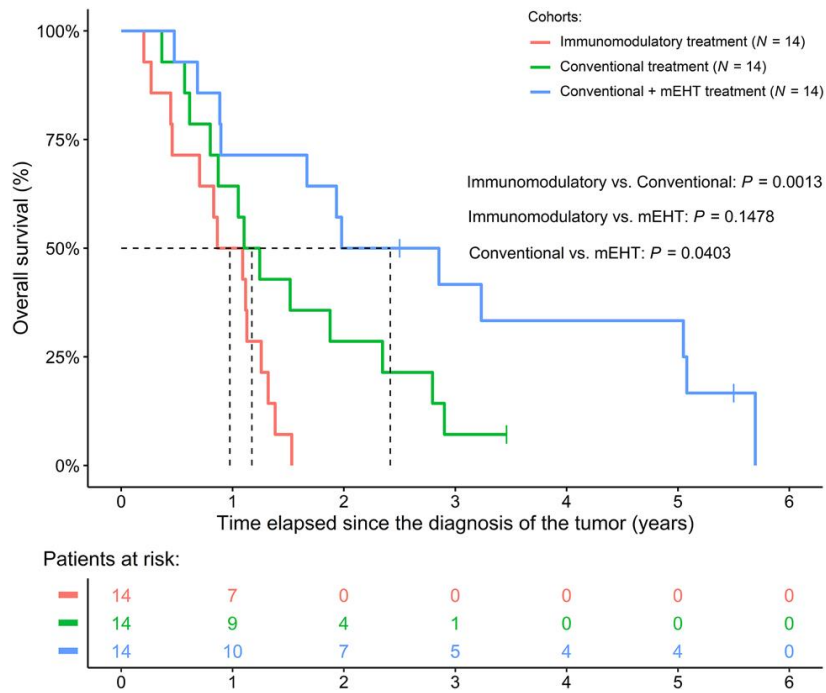 Cohorts:
Immunomodulatory treatment (N = 14)
Conventional treatment (N = 14)
Conventional + mEHT treatment (N = 14)
Overall survival (%)
100%
75%
50%
25%
0%
Immunomodulatory vs. Conventional: P = 0.0013
Immunomodulatory vs. mEHT: P = 0.1478
Conventional vs. mEHT: P = 0.0403
0 1 2 3 4 5 6
Time elapsed since the diagnosis of the tumor (years)
Patients at risk:
14 7 0 0 0 0 0
14 9 4 1 0 0 0
14 10 7 5 4 4 0
0 1 2 3 4 5 6